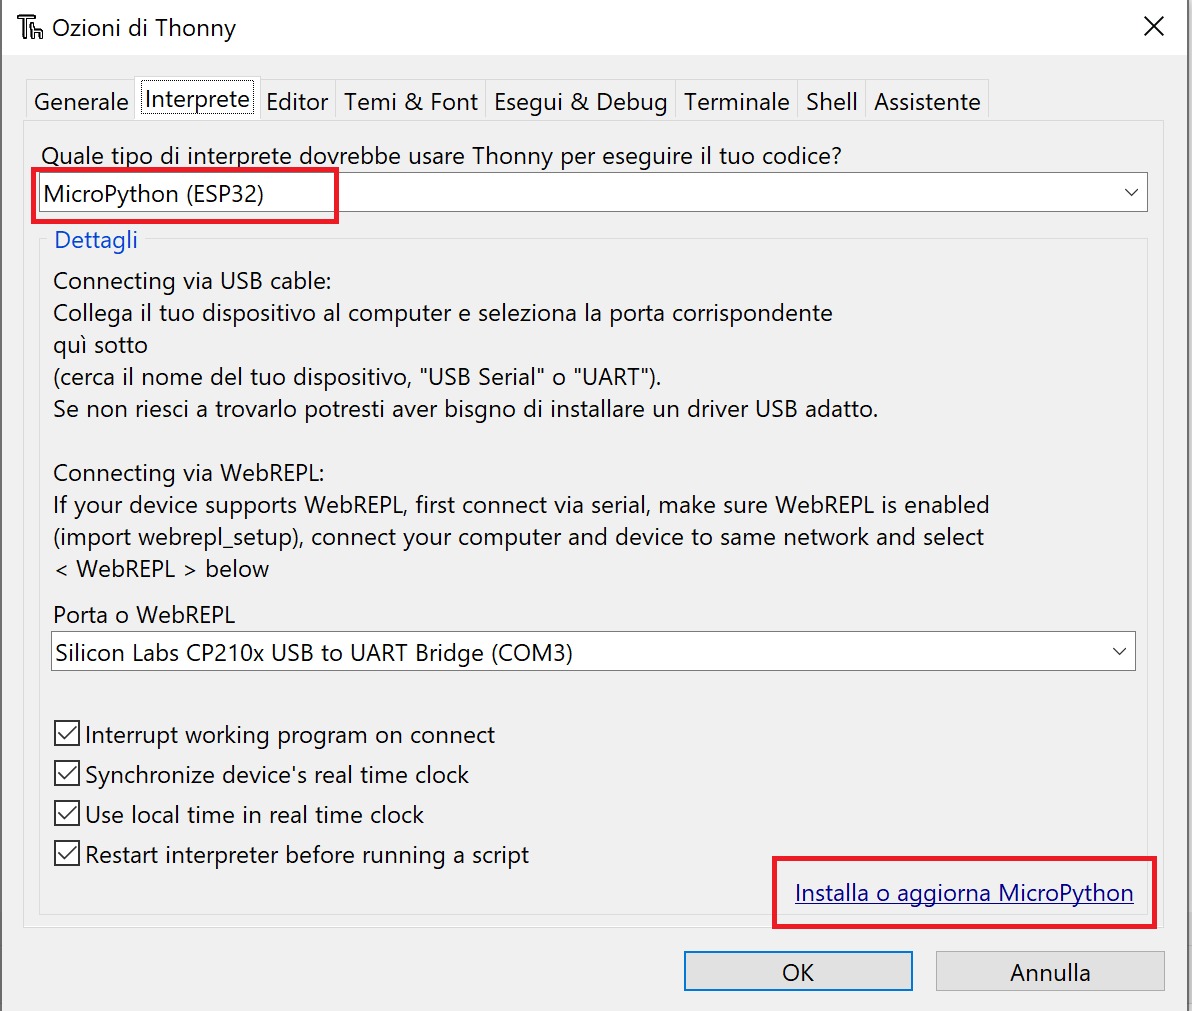 Ozioni di Thonny
Generale Interprete Editor Temi & Font Esegui & Debug Terminale Shell Assistente
Quale tipo di interprete dovrebbe usare Thonny per eseguire il tuo codice?
MicroPython (ESP32)
Dettagli
Connecting via USB cable:
Collega il tuo dispositivo al computer e seleziona la porta corrispondente
quì sotto
(cerca il nome del tuo dispositivo, "USB Serial" o "UART").
Se non riesci a trovarlo potresti aver bisgno di installare un driver USB adatto.
Connecting via WebREPL:
If your device supports WebREPL, first connect via serial, make sure WebREPL is enabled
(import webrepl_setup), connect your computer and device to same network and select
< WebREPL > below
Porta o WebREPL
Silicon Labs CP210x USB to UART Bridge (COM3)
Interrupt working program on connect
Synchronize device's real time clock
Use local time in real time clock
Restart interpreter before running a script
Installa o aggiorna MicroPython
OK Annulla